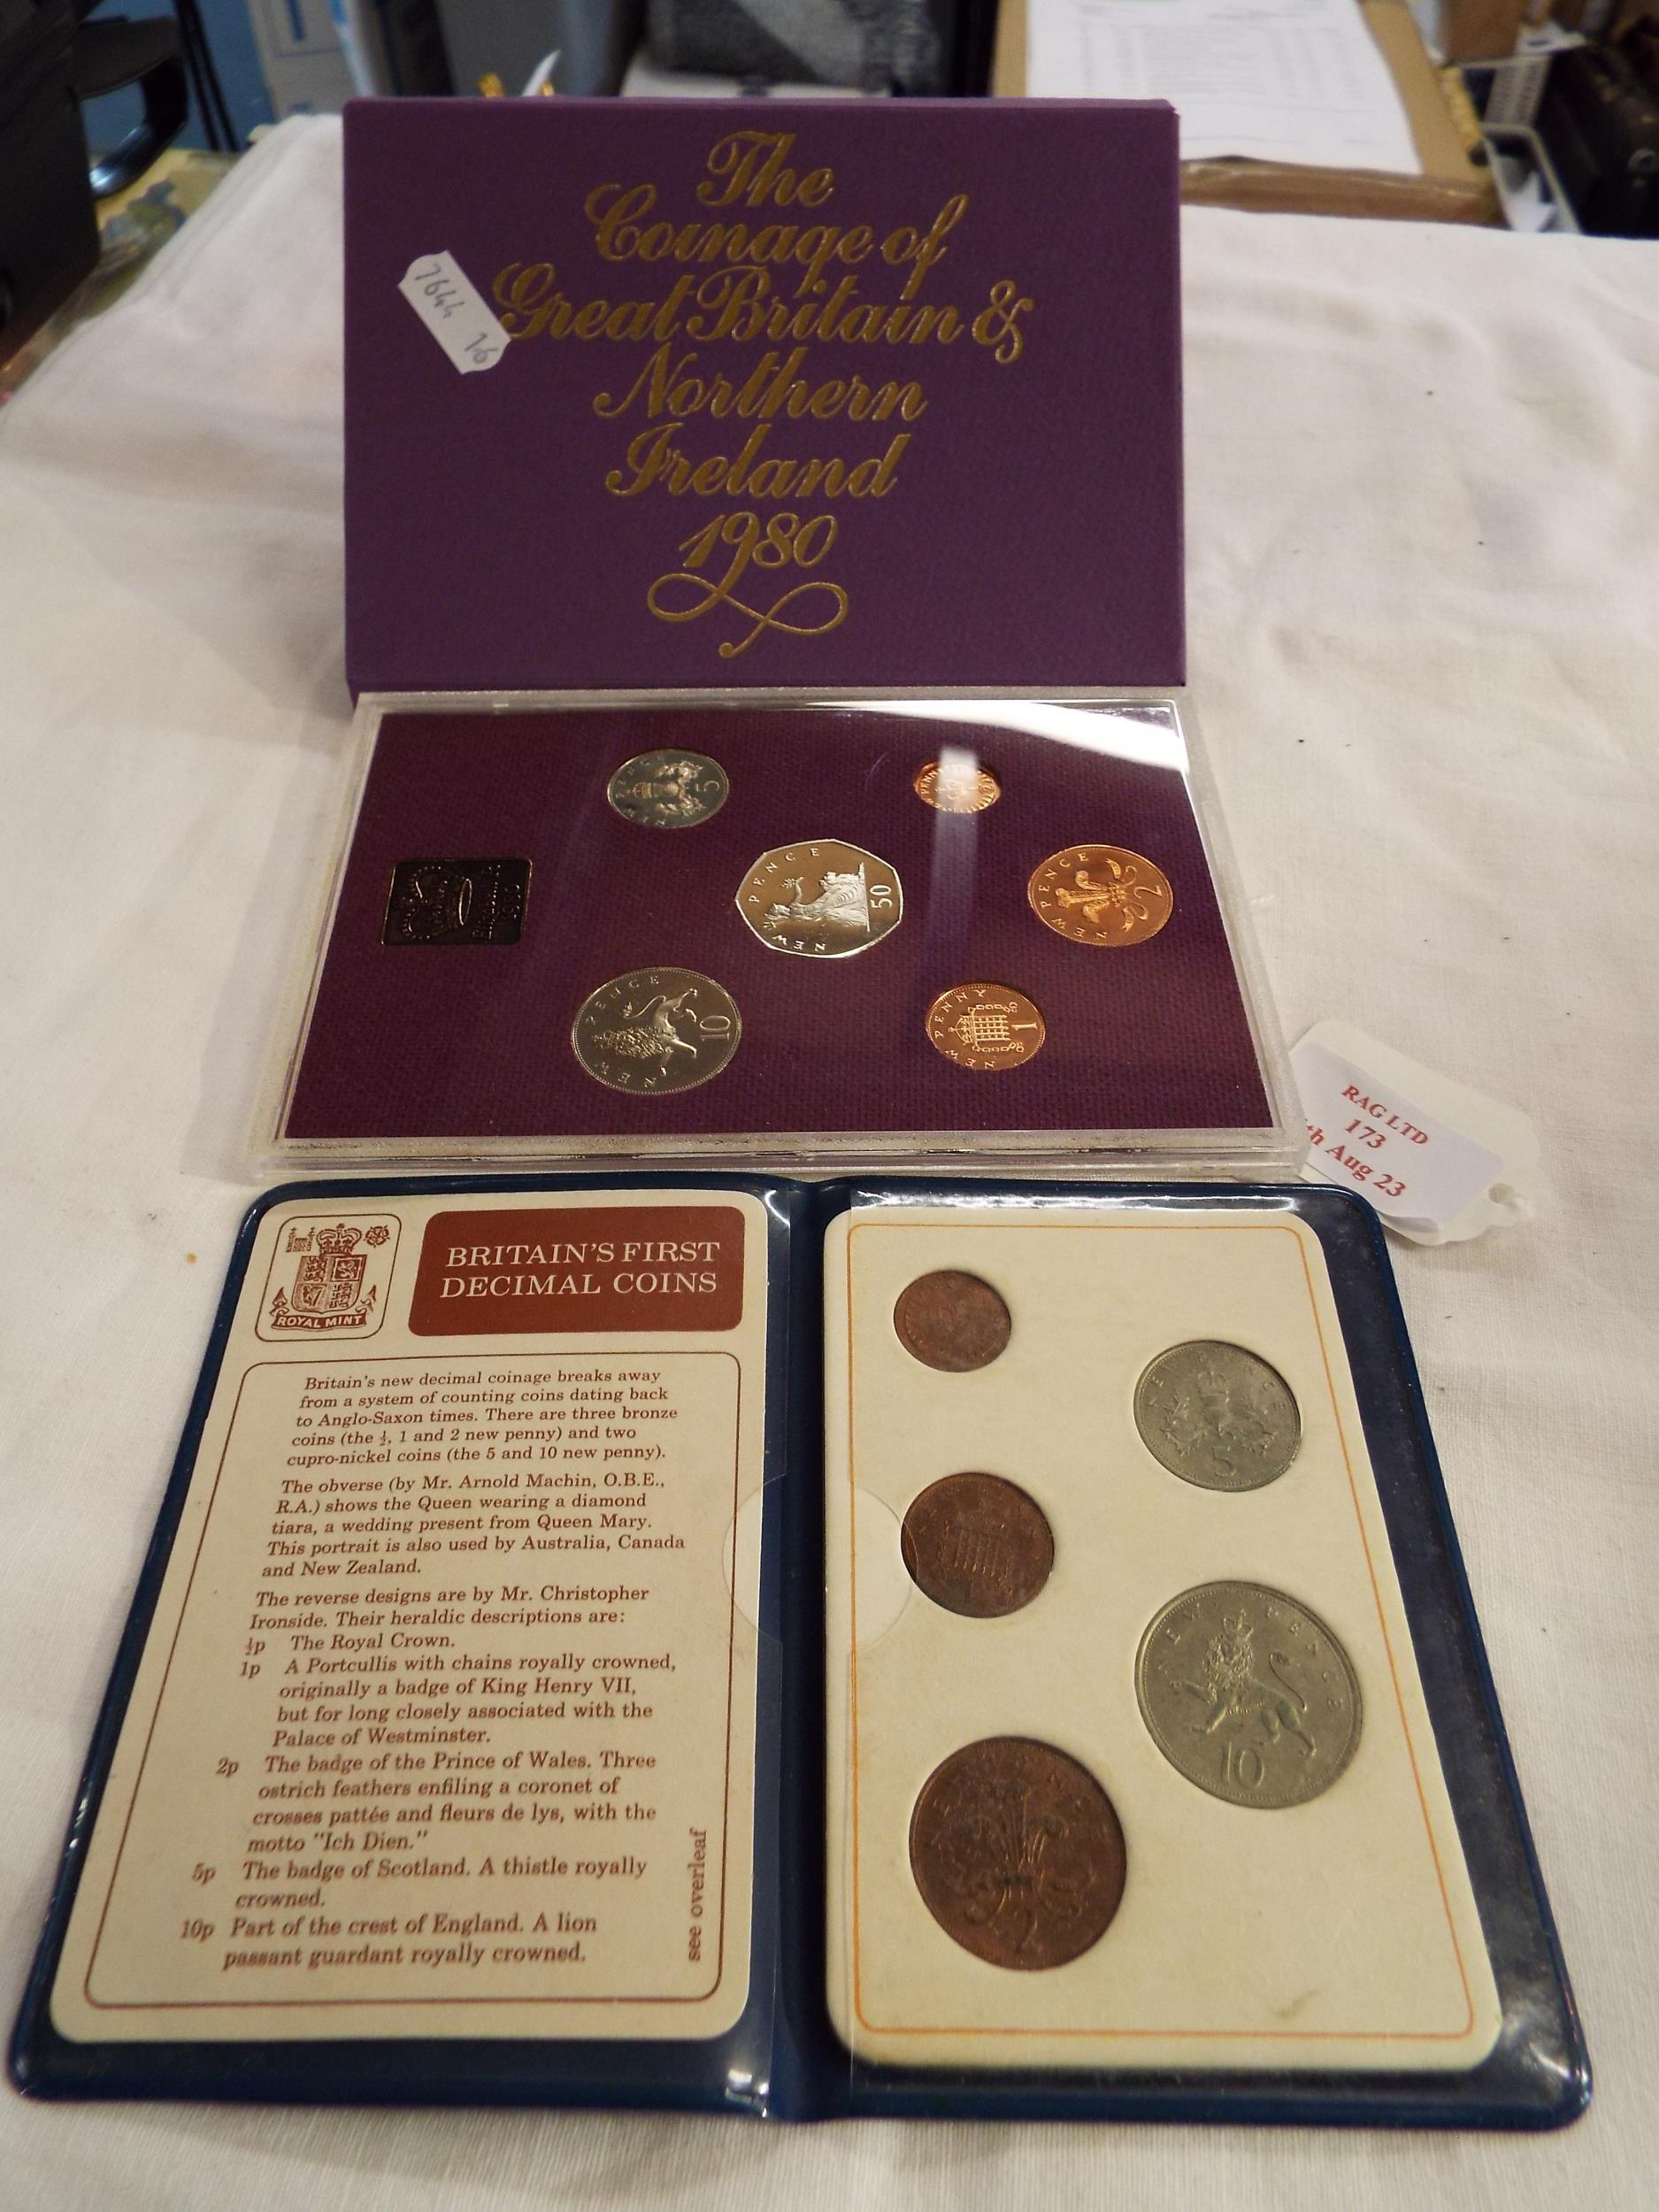 The
Coinage of
Great Britain &
Northern
Ireland
1980
7644 76
NEW PENCE 5
NEW PENCE
50
NEW PENCE 2
NEW PENCE
10
NEW PENNY
1
RAG LTD
173
th Aug 23
ROYAL MINT
BRITAIN'S FIRST
DECIMAL COINS
Britain's new decimal coinage breaks away
from a system of counting coins dating back
to Anglo-Saxon times. There are three bronze
coins (the ½, 1 and 2 new penny) and two
cupro-nickel coins (the 5 and 10 new penny).
The obverse (by Mr. Arnold Machin, O.B.E.,
R.A.) shows the Queen wearing a diamond
tiara, a wedding present from Queen Mary.
This portrait is also used by Australia, Canada
and New Zealand.
The reverse designs are by Mr. Christopher
Ironside. Their heraldic descriptions are:
½p The Royal Crown.
1p A Portcullis with chains royally crowned,
originally a badge of King Henry VII,
but for long closely associated with the
Palace of Westminster.
2p The badge of the Prince of Wales. Three
ostrich feathers enfiling a coronet of
crosses pattée and fleurs de lys, with the
motto "Ich Dien."
5p The badge of Scotland. A thistle royally
crowned.
10p Part of the crest of England. A lion
passant guardant royally crowned.
see overleaf
NEW PENCE
5
NEW PENCE
10
2